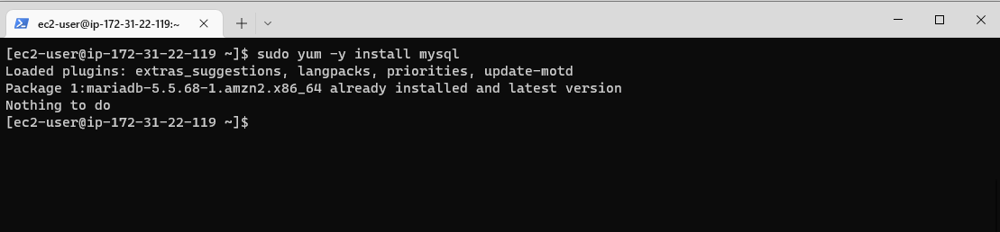 ec2-user@ip-172-31-22-119:~
[ec2-user@ip-172-31-22-119 ~]$ sudo yum -y install mysql
Loaded plugins: extras_suggestions, langpacks, priorities, update-motd
Package 1:mariadb-5.5.68-1.amzn2.x86_64 already installed and latest version
Nothing to do
[ec2-user@ip-172-31-22-119 ~]$